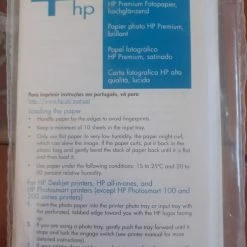 hp
HP Premium Fotopapier,
hochglänzend
Papier photo HP Premium,
brillant
Papel fotográfico
HP Premium, satinado
Carta fotografica HP alta
qualità, lucida
Para imprimir instruções em português, vá para:
Loading the paper
• Handle paper by the edges to avoid fingerprints.
• Keep a minimum of 10 sheets in the input tray.
• Only use flat paper. In very low humidity, the paper might curl,
which can skew the image. If the paper curls, put it back in the
plastic bag and gently bend the stack of paper back until it is flat
and then load it.
• Use paper under the following conditions: 15 to 25°C and 20 to
80 percent relative humidity.
For HP Deskjet printers, HP all-in-ones, and
HP Photosmart printers (except HP Photosmart 100 and
200 series printers)
• Insert the photo paper into the printer photo tray or input tray with
the perforated, tabbed edge toward you with the HP logos facing
up.
• If you are using a photo tray, gently push the tray forward until it
stops and lock the engage switch (see printer manual for more
detailed instructions).